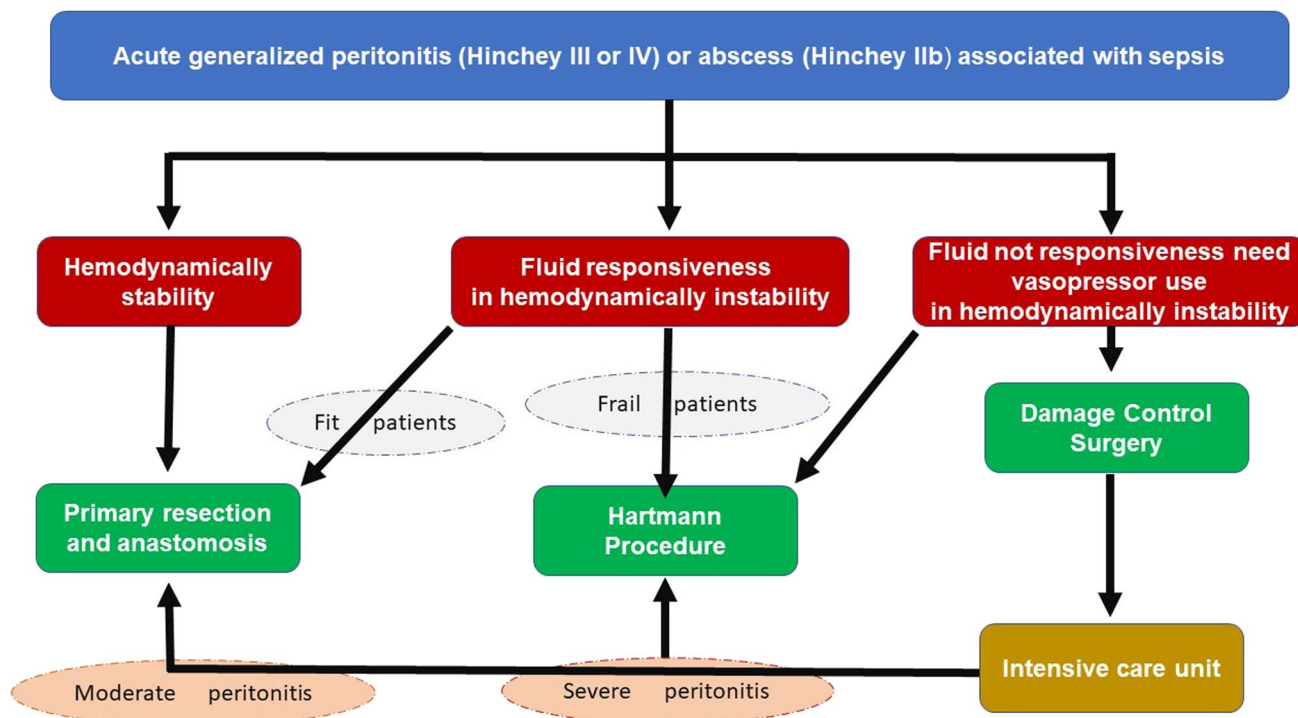 Acute generalized peritonitis (Hinchey III or IV) or abscess (Hinchey IIb) associated with sepsis
Hemodynamically
stability
Fluid responsiveness
in hemodynamically instability
Fluid not responsiveness need
vasopressor use
in hemodynamically instability
Fit patients
Frail patients
Damage Control
Surgery
Primary resection
and anastomosis
Hartmann
Procedure
Intensive care unit
Moderate peritonitis
Severe peritonitis